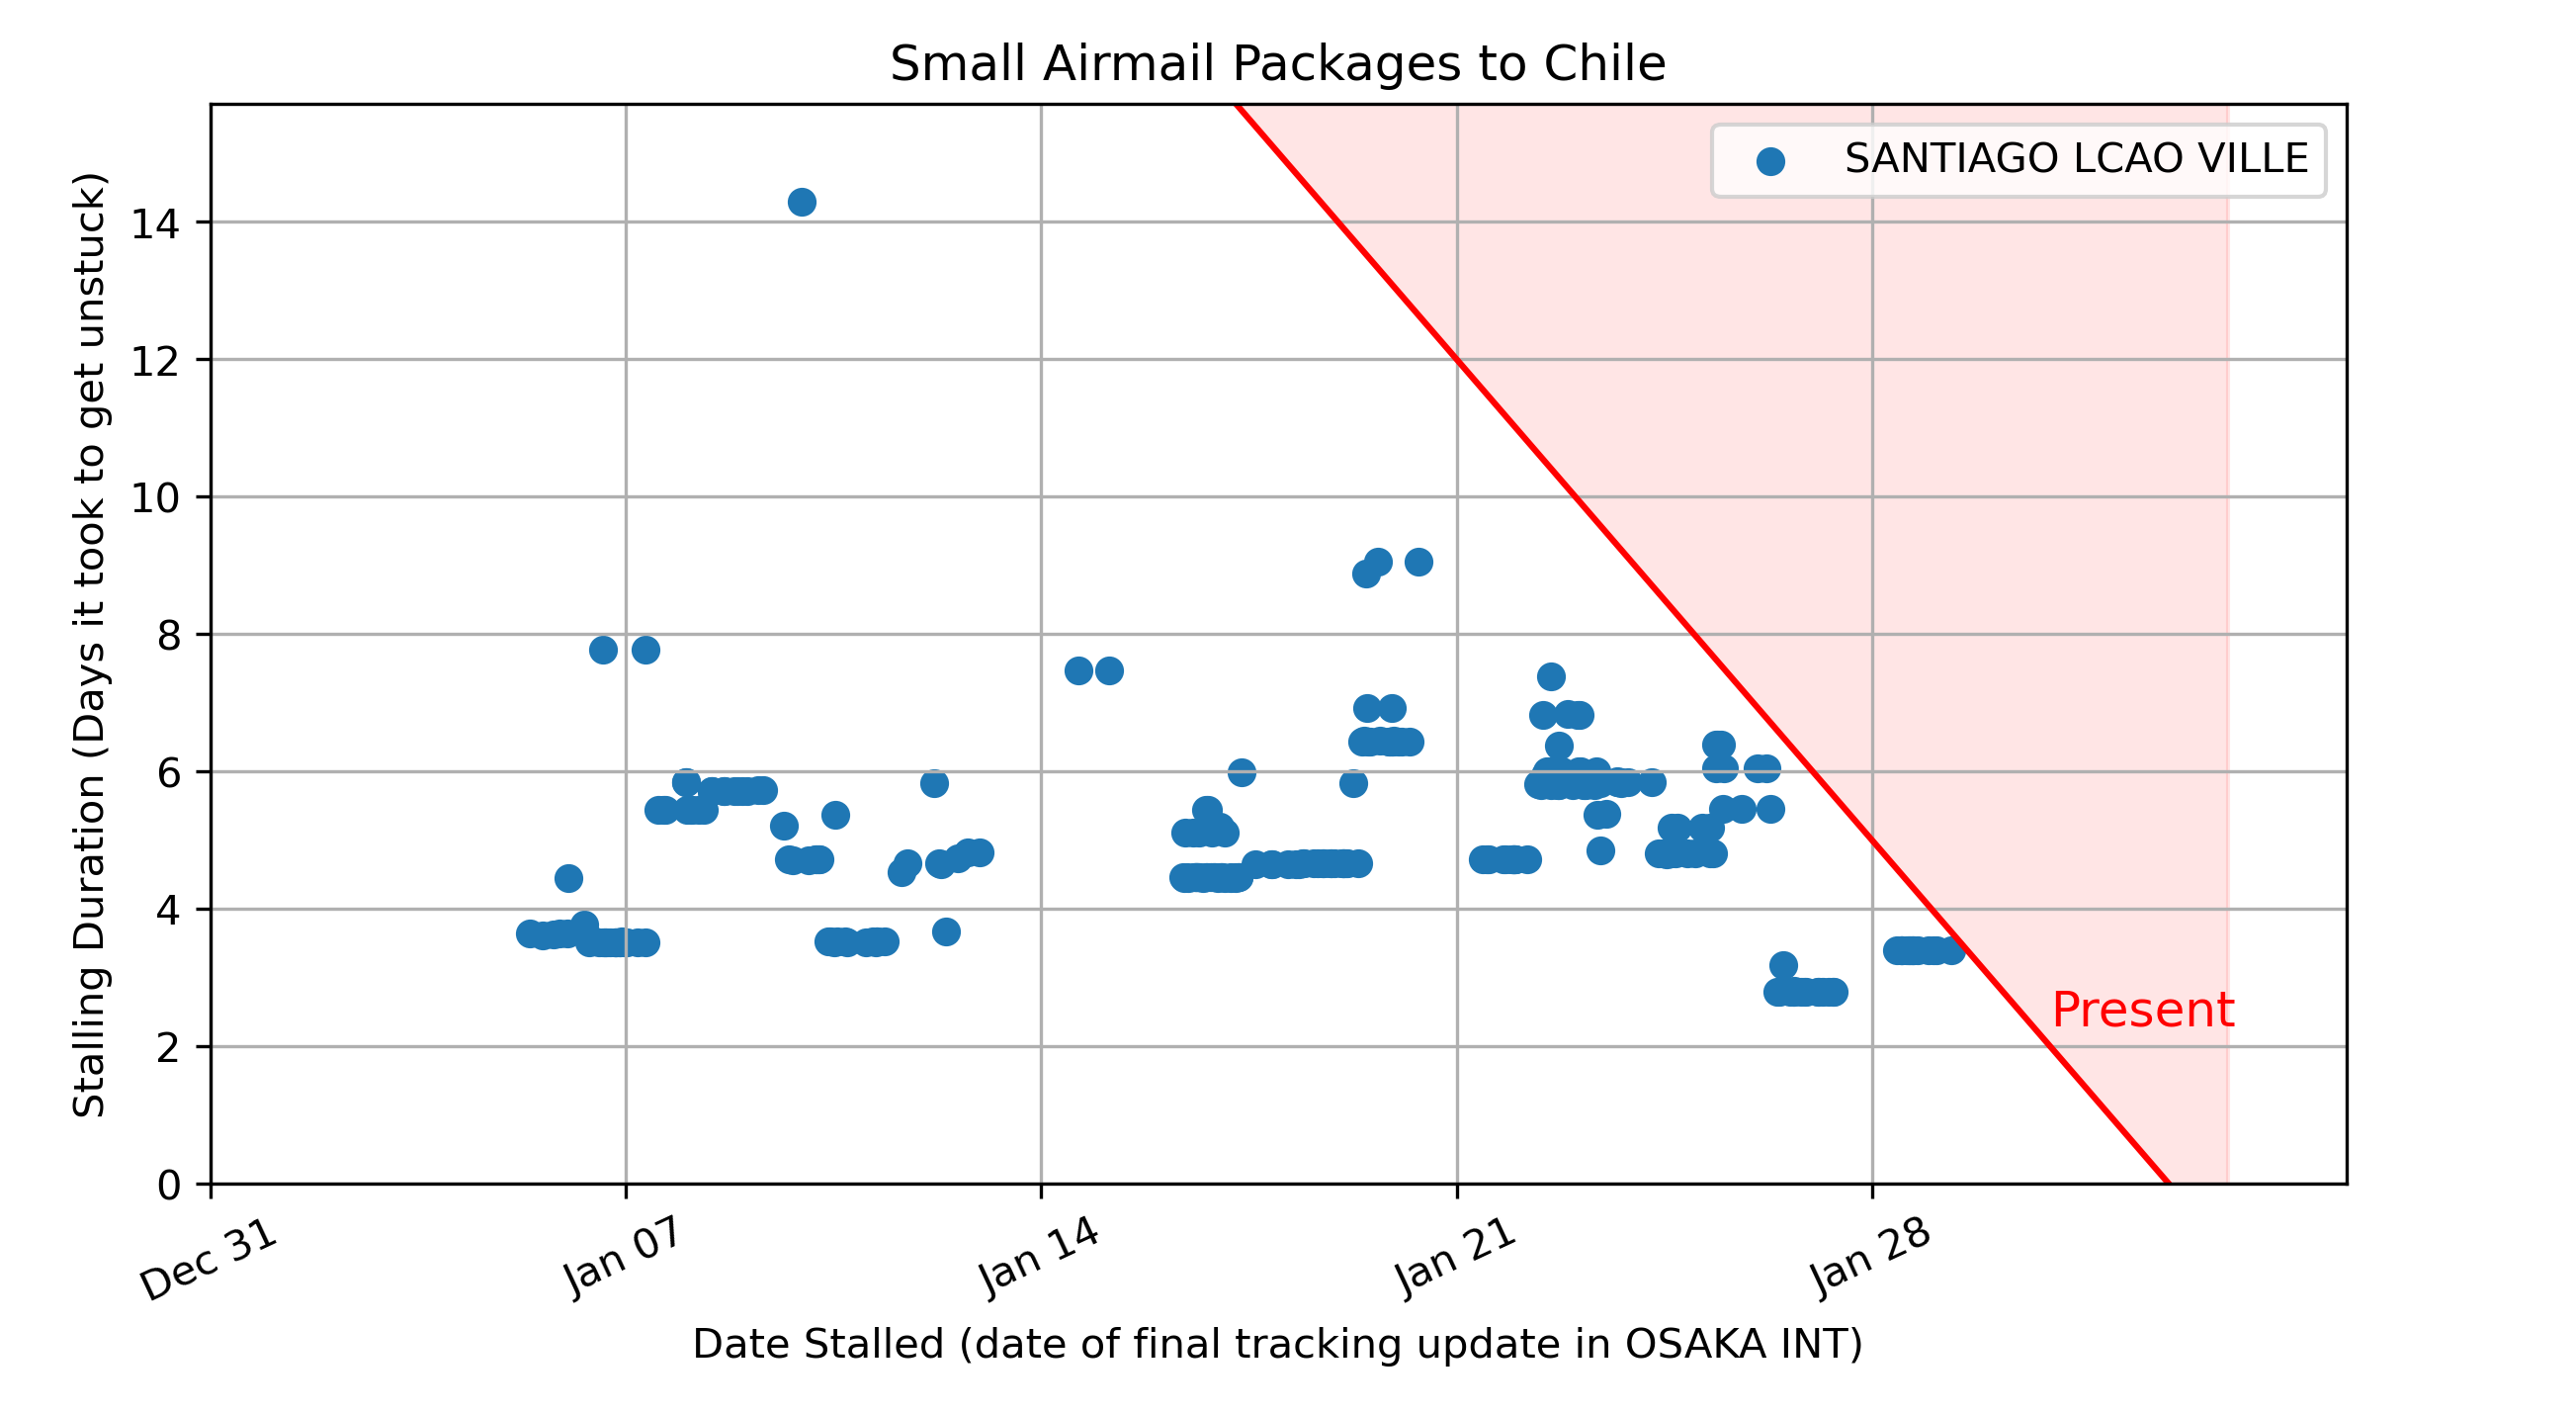 Small Airmail Packages to Chile
SANTIAGO LCAO VILLE
Stalling Duration (Days it took to get unstuck)
14
12
10
8
6
4
2
0
Present
Dec 31
Jan 07
Jan 14
Jan 21
Jan 28
Date Stalled (date of final tracking update in OSAKA INT)